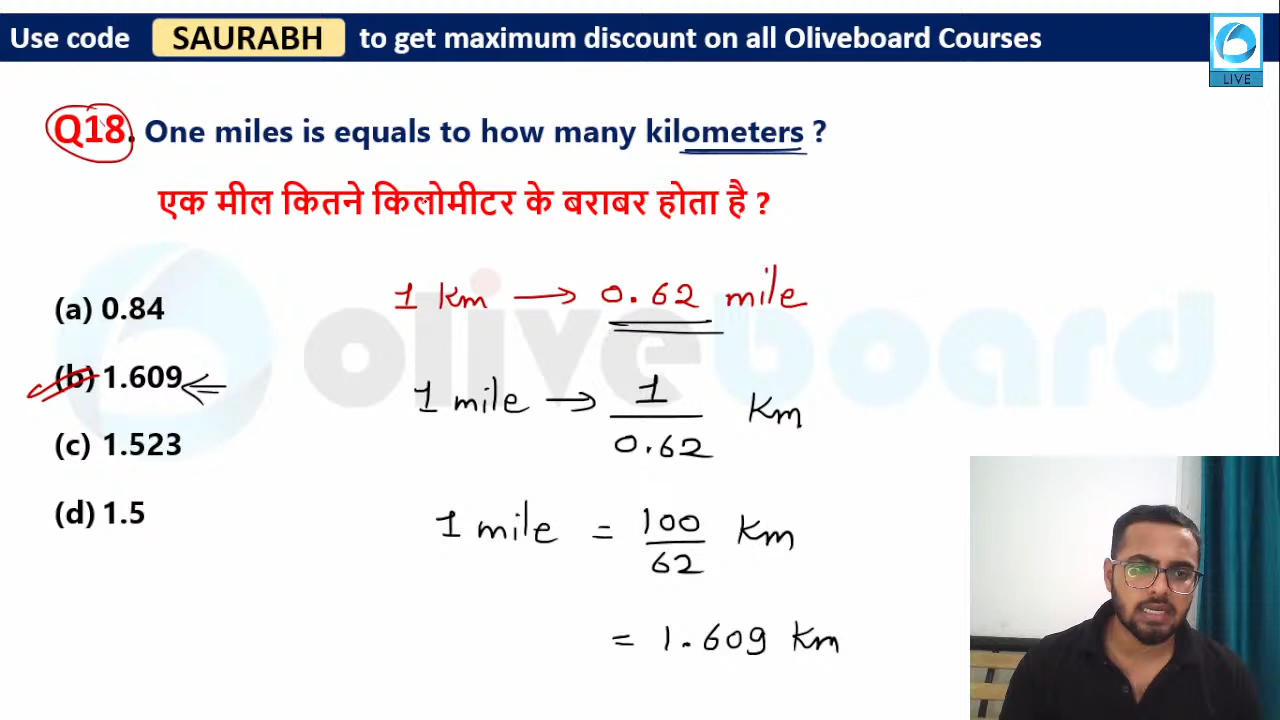 Use code SAURABH to get maximum discount on all Oliveboard Courses
LIVE
Q18. One miles is equals to how many kilometers ?
एक मील कितने किलोमीटर के बराबर होता है ?
oliveboard
(a) 0.84
(b) 1.609
(c) 1.523
(d) 1.5
1 Km → 0.62 mile
1 mile → 1/0.62 Km
1 mile = 100/62 Km
= 1.609 Km